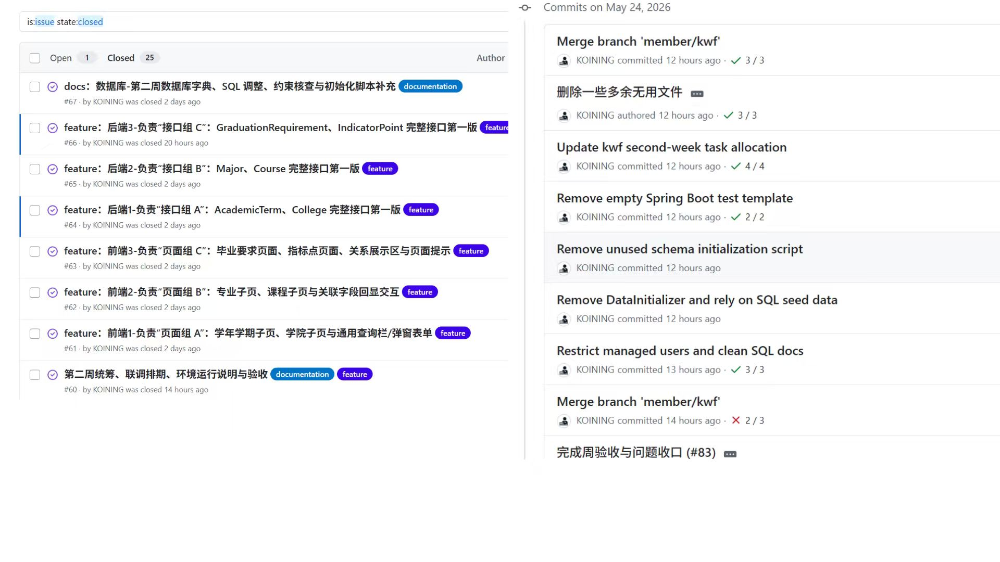 is:issue state:closed
Open 1 Closed 25 Author
docs：数据库-第二周数据库字典、SQL 调整、约束核查与初始化脚本补充 documentation
#67 · by KOINING was closed 2 days ago
feature：后端3-负责“接口组 C”：GraduationRequirement、IndicatorPoint 完整接口第一版 feature
#66 · by KOINING was closed 20 hours ago
feature：后端2-负责“接口组 B”：Major、Course 完整接口第一版 feature
#65 · by KOINING was closed 2 days ago
feature：后端1-负责“接口组 A”：AcademicTerm、College 完整接口第一版 feature
#64 · by KOINING was closed 2 days ago
feature：前端3-负责“页面组 C”：毕业要求页面、指标点页面、关系展示区与页面提示 feature
#63 · by KOINING was closed 2 days ago
feature：前端2-负责“页面组 B”：专业子页、课程子页与关联字段回显交互 feature
#62 · by KOINING was closed 2 days ago
feature：前端1-负责“页面组 A”：学年学期子页、学院子页与通用查询栏/弹窗表单 feature
#61 · by KOINING was closed 2 days ago
第二周统筹、联调排期、环境运行说明与验收 documentation feature
#60 · by KOINING was closed 14 hours ago
Commits on May 24, 2026
Merge branch 'member/kwf'
KOINING committed 12 hours ago · 3 / 3
删除一些多余无用文件
KOINING authored 12 hours ago · 3 / 3
Update kwf second-week task allocation
KOINING committed 12 hours ago · 4 / 4
Remove empty Spring Boot test template
KOINING committed 12 hours ago · 2 / 2
Remove unused schema initialization script
KOINING committed 12 hours ago
Remove DataInitializer and rely on SQL seed data
KOINING committed 12 hours ago
Restrict managed users and clean SQL docs
KOINING committed 13 hours ago · 3 / 3
Merge branch 'member/kwf'
KOINING committed 14 hours ago · 2 / 3
完成周验收与问题收口 (#83)